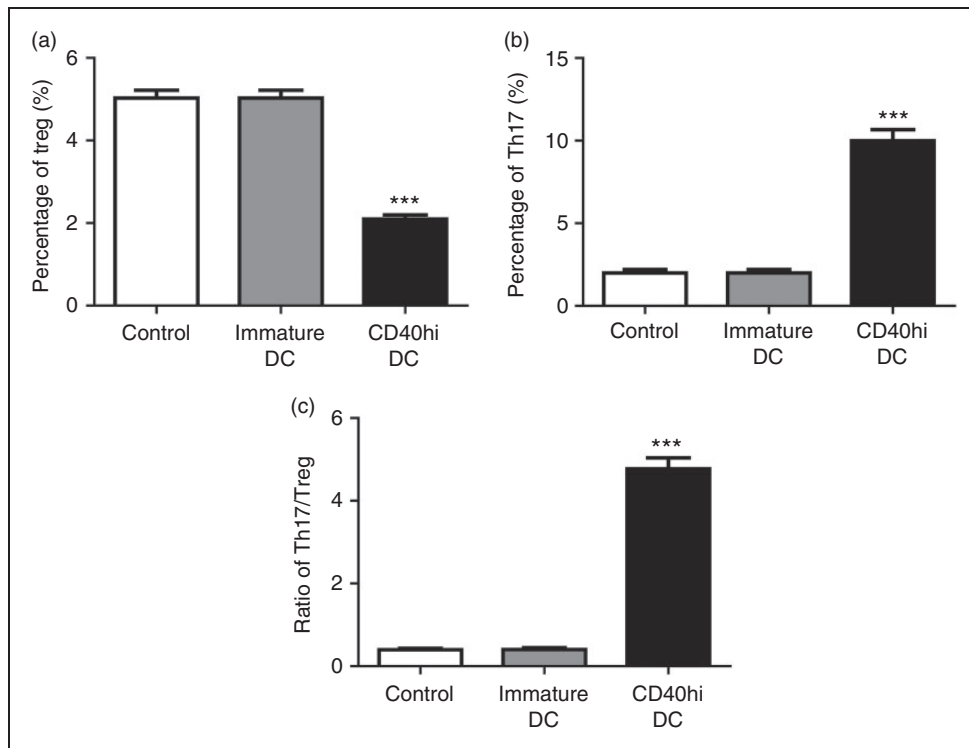 (a)
Percentage of treg (%)
6
4
2
0
***
Control
Immature
DC
CD40hi
DC
(b)
Percentage of Th17 (%)
15
10
5
0
***
Control
Immature
DC
CD40hi
DC
(c)
Ratio of Th17/Treg
6
4
2
0
***
Control
Immature
DC
CD40hi
DC